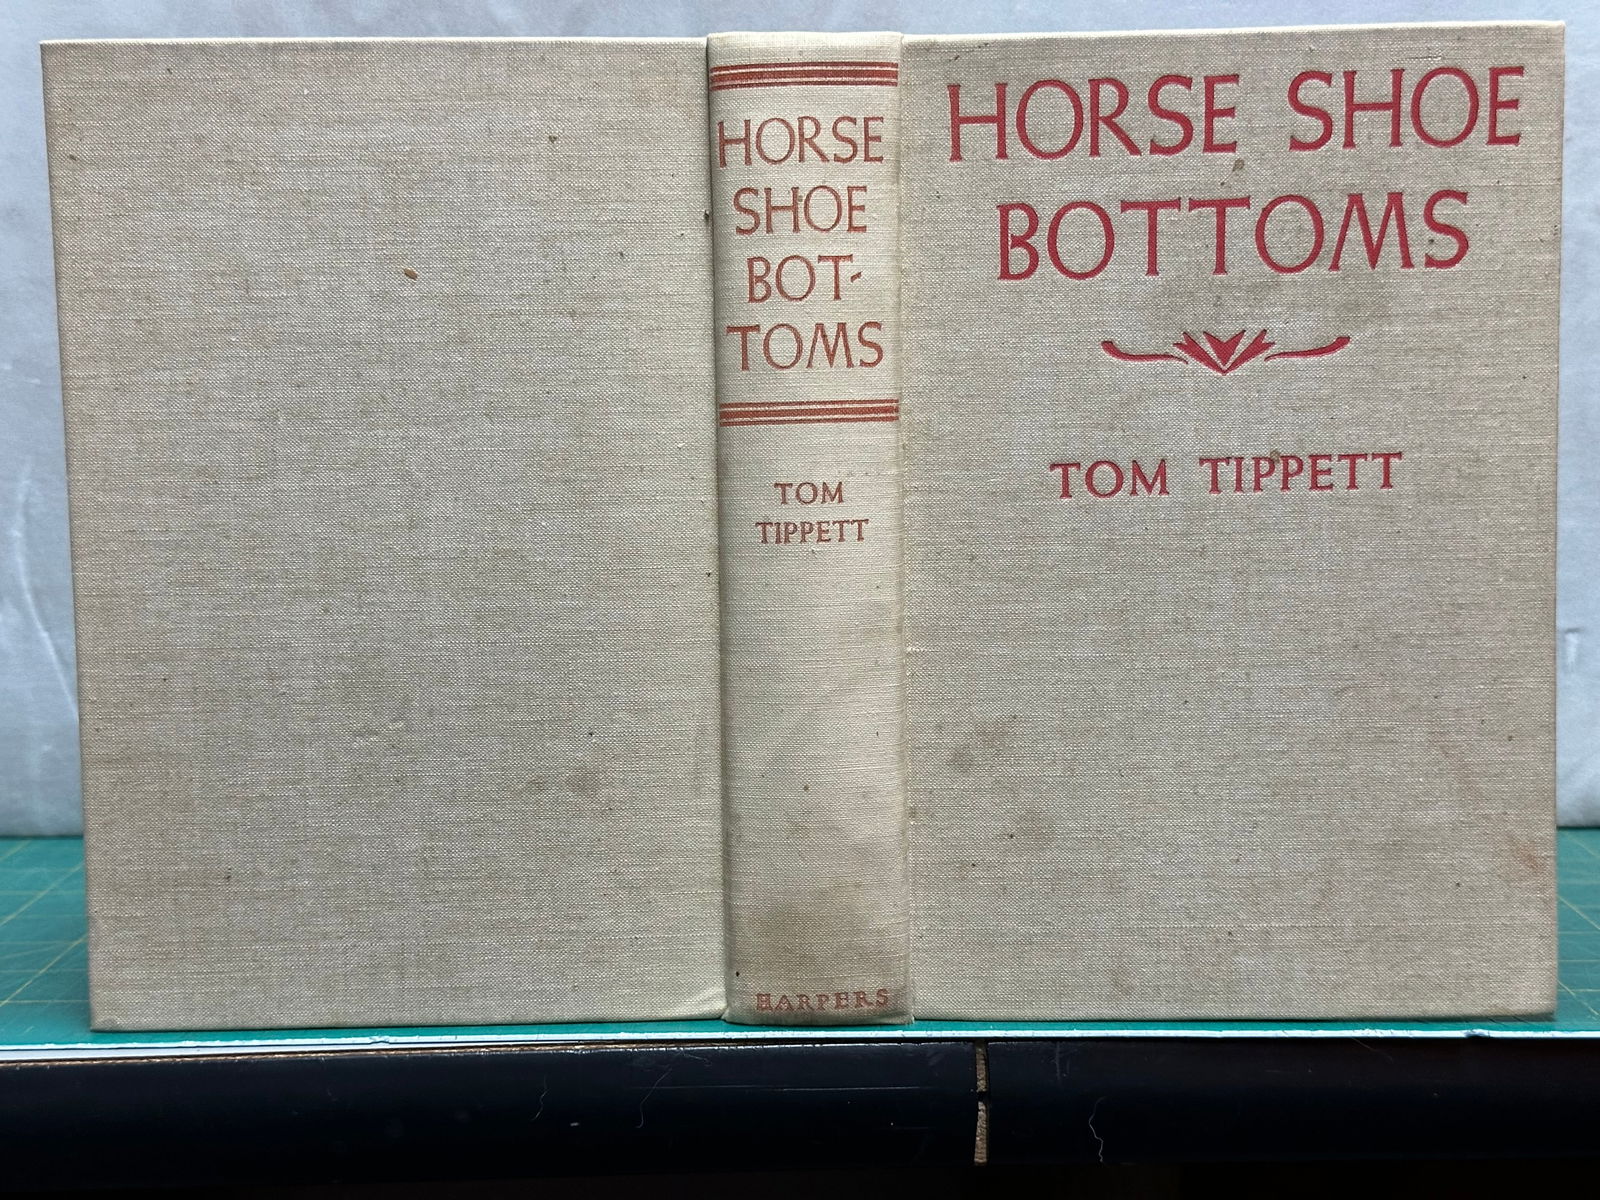 HORSE
SHOE
BOT-
TOMS
TOM
TIPPETT
HARPERS
HORSE SHOE
BOTTOMS
TOM TIPPETT